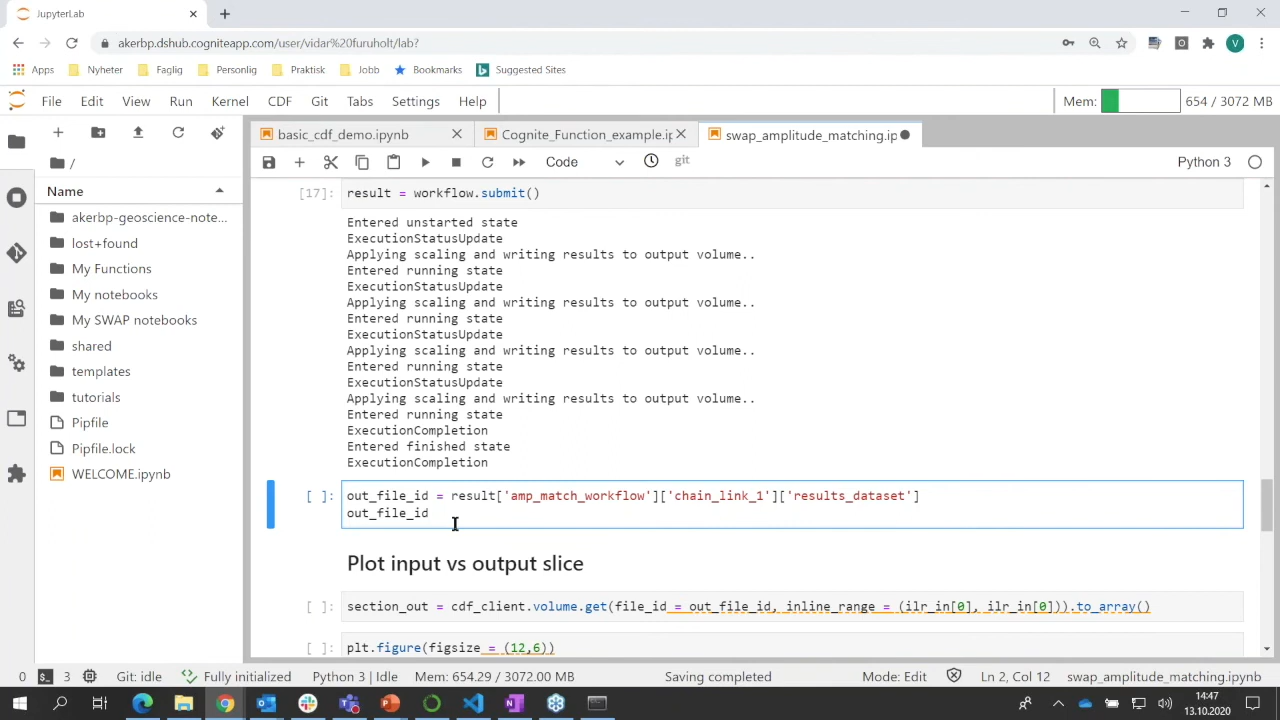 JupyterLab
akerbp.dshub.cogniteapp.com/user/vidar%20furuholt/lab?
V
Apps Nyheter Faglig Personlig Praktisk Jobb Bookmarks Suggested Sites
File Edit View Run Kernel CDF Git Tabs Settings Help Mem: 654 / 3072 MB
basic_cdf_demo.ipynb Cognite_Function_example.ip swap_amplitude_matching.ip
Code git Python 3
/
Name
akerbp-geoscience-note...
lost+found
My Functions
My notebooks
My SWAP notebooks
shared
templates
tutorials
Pipfile
Pipfile.lock
WELCOME.ipynb
[17]: result = workflow.submit()
Entered unstarted state
ExecutionStatusUpdate
Applying scaling and writing results to output volume..
Entered running state
ExecutionStatusUpdate
Applying scaling and writing results to output volume..
Entered running state
ExecutionStatusUpdate
Applying scaling and writing results to output volume..
Entered running state
ExecutionStatusUpdate
Applying scaling and writing results to output volume..
Entered running state
ExecutionCompletion
Entered finished state
ExecutionCompletion
[ ]: out_file_id = result['amp_match_workflow']['chain_link_1']['results_dataset']
out_file_id
Plot input vs output slice
[ ]: section_out = cdf_client.volume.get(file_id = out_file_id, inline_range = (ilr_in[0], ilr_in[0])).to_array()
[ ]: plt.figure(figsize = (12,6))
0 3 Git: idle Fully initialized Python 3 | Idle Mem: 654.29 / 3072.00 MB Saving completed Mode: Edit Ln 2, Col 12 swap_amplitude_matching.ipynb
14:47
13.10.2020